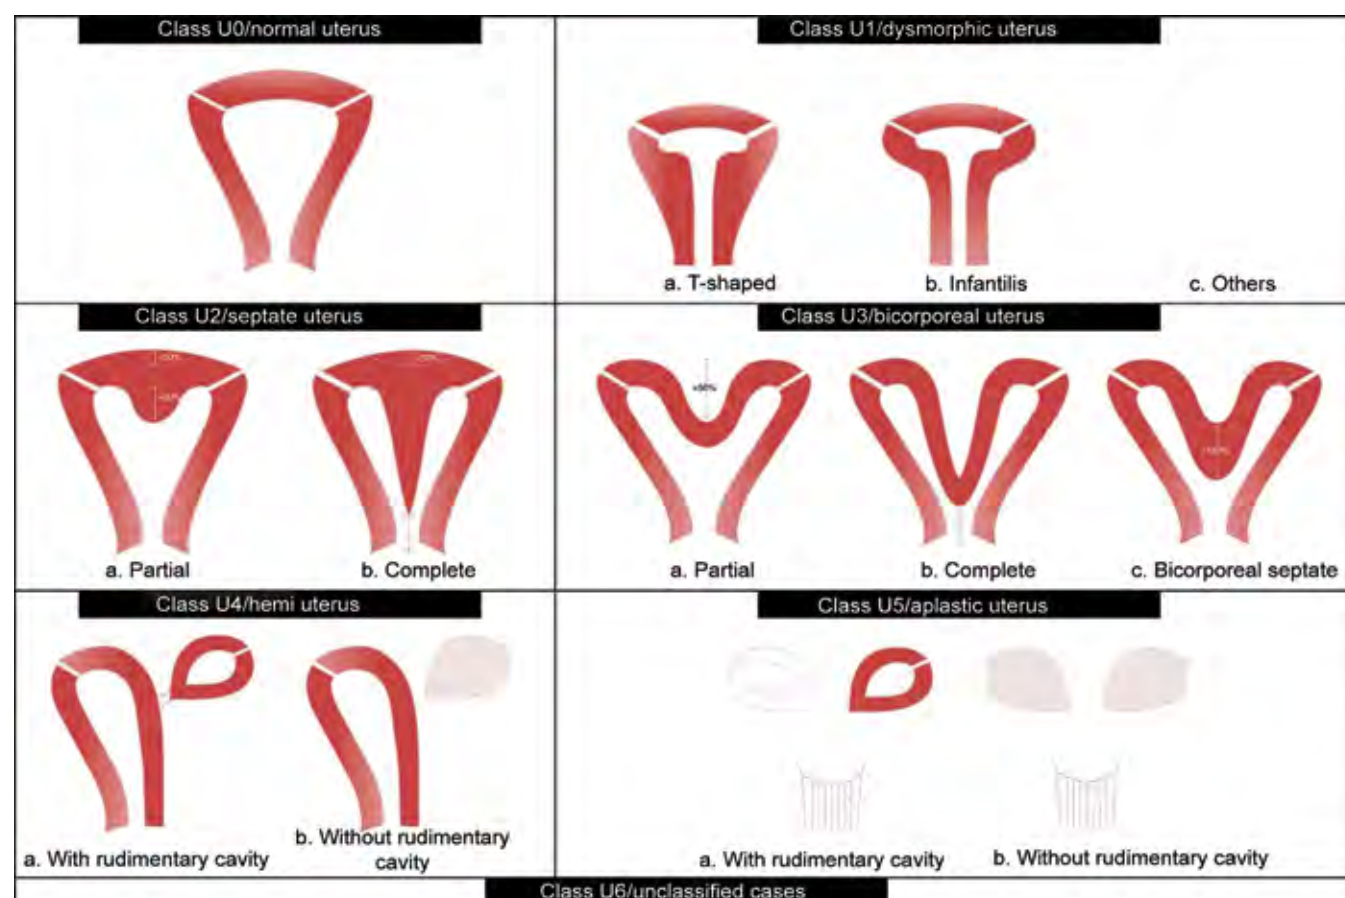 Class U0/normal uterus
Class U1/dysmorphic uterus
a. T-shaped
b. Infantilis
c. Others
Class U2/septate uterus
a. Partial
b. Complete
Class U3/bicorporeal uterus
a. Partial
b. Complete
c. Bicorporeal septate
Class U4/hemi uterus
a. With rudimentary cavity
b. Without rudimentary
cavity
Class U5/aplastic uterus
a. With rudimentary cavity
b. Without rudimentary cavity
Class U6/unclassified cases